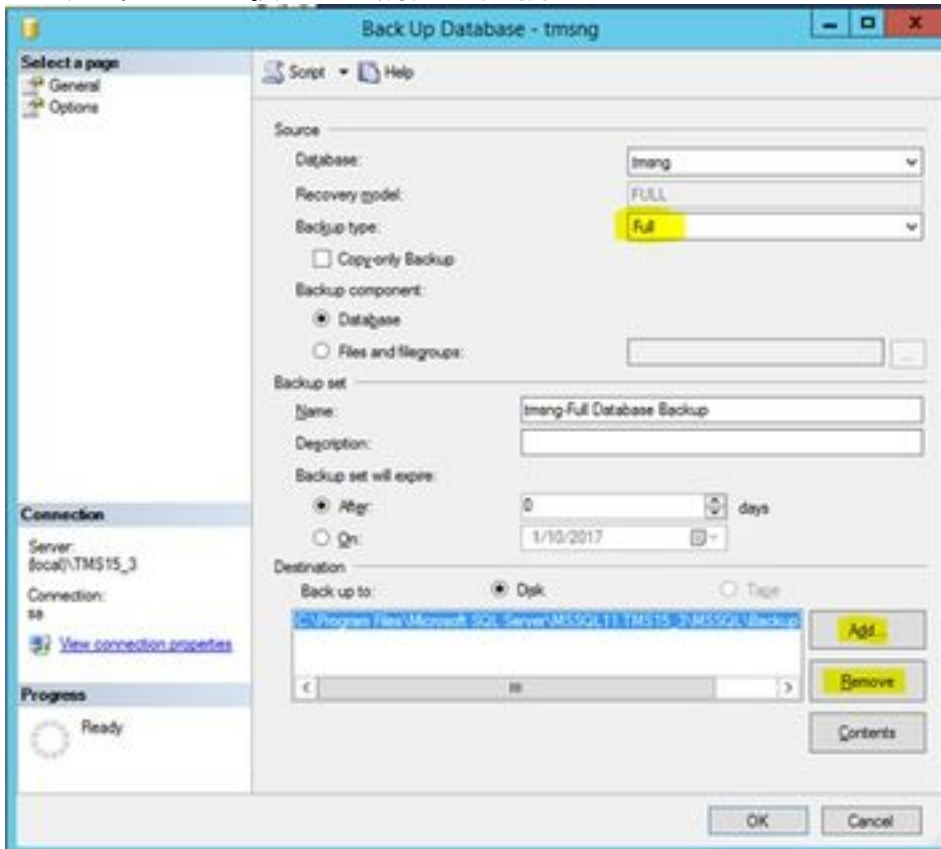 Back Up Database - tmsng
Select a page
General
Options
Script
Help
Source
Database:
tmsng
Recovery model:
FULL
Backup type:
Full
Copy-only Backup
Backup component:
Database
Files and filegroups:
...
Backup set
Name:
tmsng-Full Database Backup
Description:
Backup set will expire:
After:
0
days
On:
1/10/2017
Destination
Back up to:
Disk
Tape
C:\Program Files\Microsoft SQL Server\MSSQL11.TMS15_3\MSSQL\Backup
Add...
Remove
Contents
Connection
Server:
(local)\TMS15_3
Connection:
sa
View connection properties
Progress
Ready
OK
Cancel